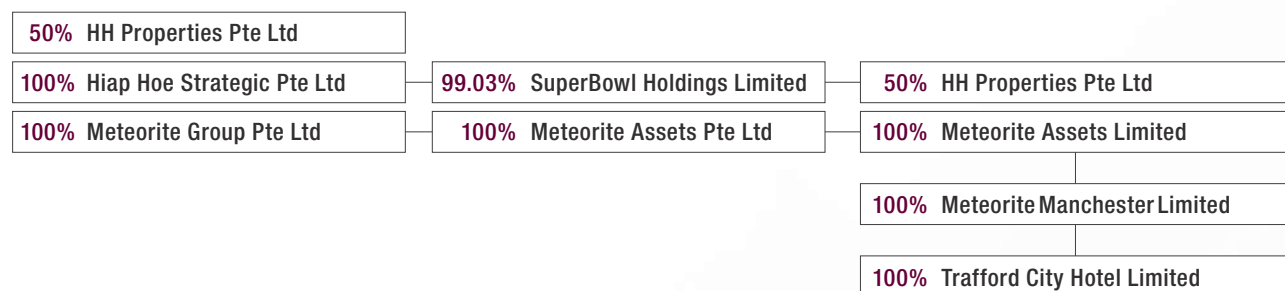 50% HH Properties Pte Ltd
100% Hiap Hoe Strategic Pte Ltd
99.03% SuperBowl Holdings Limited
50% HH Properties Pte Ltd
100% Meteorite Group Pte Ltd
100% Meteorite Assets Pte Ltd
100% Meteorite Assets Limited
100% Meteorite Manchester Limited
100% Trafford City Hotel Limited